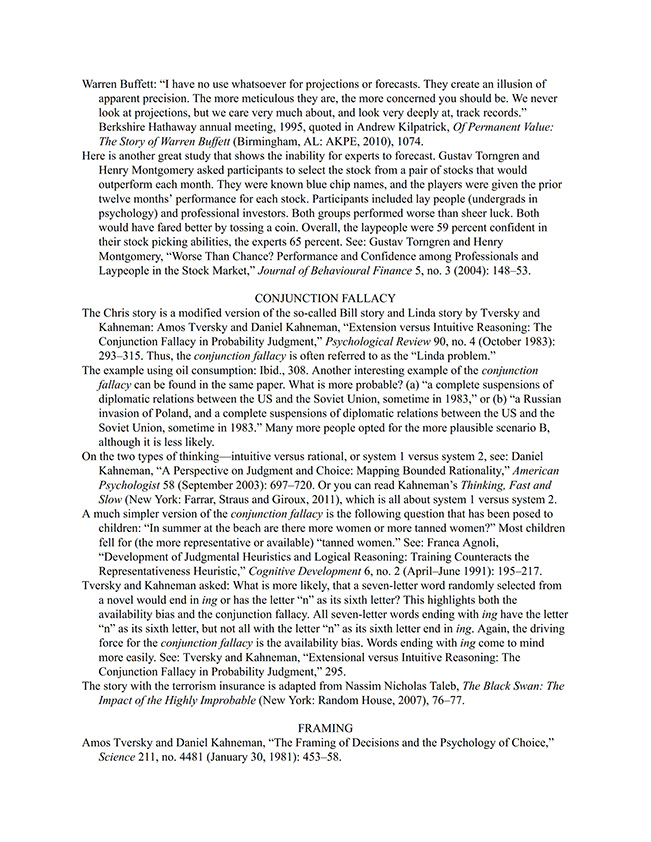 Warren Buffett: “I have no use whatsoever for projections or forecasts. They create an illusion of
apparent precision. The more meticulous they are, the more concerned you should be. We never
look at projections, but we care very much about, and look very deeply at, track records.”
Berkshire Hathaway annual meeting, 1995, quoted in Andrew Kilpatrick, Of Permanent Value:
The Story of Warren Buffett (Birmingham, AL: AKPE, 2010), 1074.
Here is another great study that shows the inability for experts to forecast. Gustav Torngren and
Henry Montgomery asked participants to select the stock from a pair of stocks that would
outperform each month. They were known blue chip names, and the players were given the prior
twelve months’ performance for each stock. Participants included lay people (undergrads in
psychology) and professional investors. Both groups performed worse than sheer luck. Both
would have fared better by tossing a coin. Overall, the laypeople were 59 percent confident in
their stock picking abilities, the experts 65 percent. See: Gustav Torngren and Henry
Montgomery, “Worse Than Chance? Performance and Confidence among Professionals and
Laypeople in the Stock Market,” Journal of Behavioural Finance 5, no. 3 (2004): 148–53.
CONJUNCTION FALLACY
The Chris story is a modified version of the so-called Bill story and Linda story by Tversky and
Kahneman: Amos Tversky and Daniel Kahneman, “Extension versus Intuitive Reasoning: The
Conjunction Fallacy in Probability Judgment,” Psychological Review 90, no. 4 (October 1983):
293–315. Thus, the conjunction fallacy is often referred to as the “Linda problem.”
The example using oil consumption: Ibid., 308. Another interesting example of the conjunction
fallacy can be found in the same paper. What is more probable? (a) “a complete suspensions of
diplomatic relations between the US and the Soviet Union, sometime in 1983,” or (b) “a Russian
invasion of Poland, and a complete suspensions of diplomatic relations between the US and the
Soviet Union, sometime in 1983.” Many more people opted for the more plausible scenario B,
although it is less likely.
On the two types of thinking—intuitive versus rational, or system 1 versus system 2, see: Daniel
Kahneman, “A Perspective on Judgment and Choice: Mapping Bounded Rationality,” American
Psychologist 58 (September 2003): 697–720. Or you can read Kahneman’s Thinking, Fast and
Slow (New York: Farrar, Straus and Giroux, 2011), which is all about system 1 versus system 2.
A much simpler version of the conjunction fallacy is the following question that has been posed to
children: “In summer at the beach are there more women or more tanned women?” Most children
fell for (the more representative or available) “tanned women.” See: Franca Agnoli,
“Development of Judgmental Heuristics and Logical Reasoning: Training Counteracts the
Representativeness Heuristic,” Cognitive Development 6, no. 2 (April–June 1991): 195–217.
Tversky and Kahneman asked: What is more likely, that a seven-letter word randomly selected from
a novel would end in ing or has the letter “n” as its sixth letter? This highlights both the
availability bias and the conjunction fallacy. All seven-letter words ending with ing have the letter
“n” as its sixth letter, but not all with the letter “n” as its sixth letter end in ing. Again, the driving
force for the conjunction fallacy is the availability bias. Words ending with ing come to mind
more easily. See: Tversky and Kahneman, “Extensional versus Intuitive Reasoning: The
Conjunction Fallacy in Probability Judgment,” 295.
The story with the terrorism insurance is adapted from Nassim Nicholas Taleb, The Black Swan: The
Impact of the Highly Improbable (New York: Random House, 2007), 76–77.
FRAMING
Amos Tversky and Daniel Kahneman, “The Framing of Decisions and the Psychology of Choice,”
Science 211, no. 4481 (January 30, 1981): 453–58.